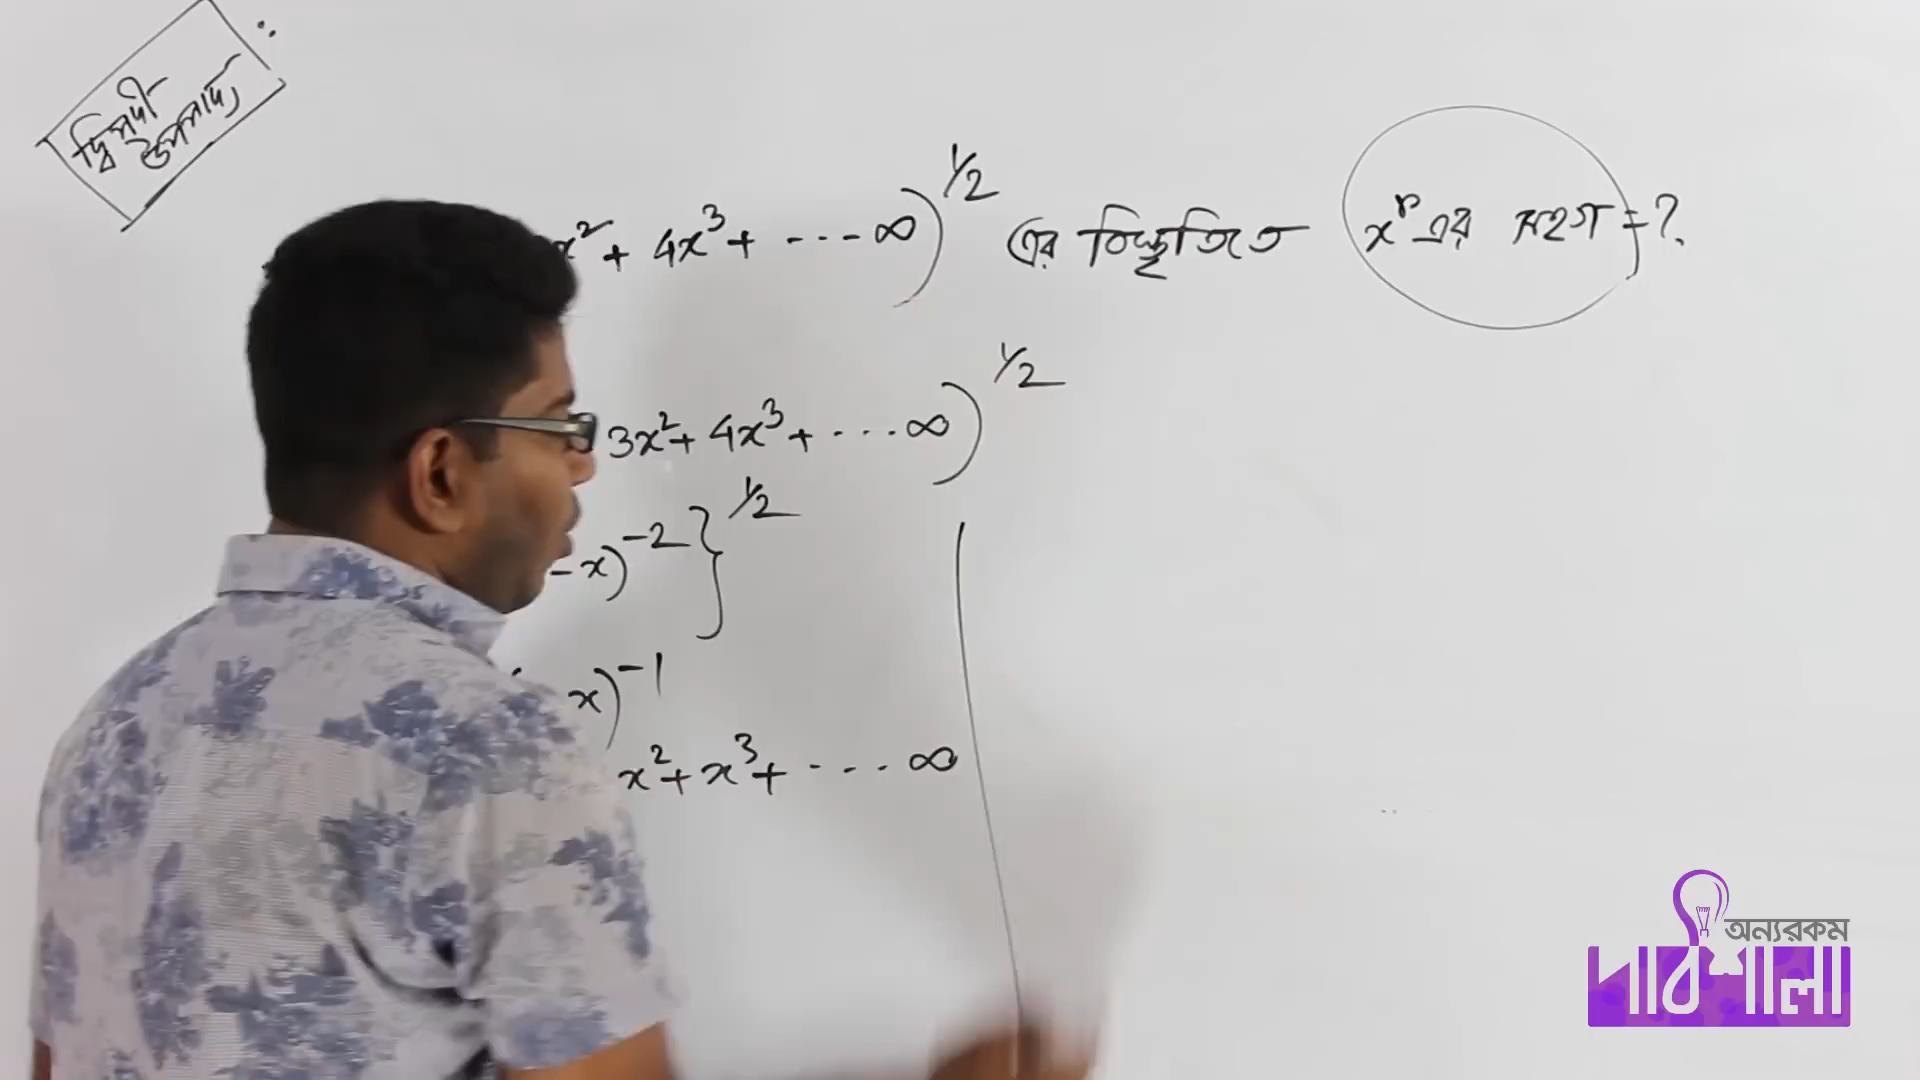 দ্বিপদী
উপপাদ্য
x² + 4x³ + --- ∞)^1/2 এর বিস্তৃতিতে x^r এর সহগ = ?
3x² + 4x³ + ... ∞)^1/2
- x)^-2}^1/2
x)^-1
x² + x³ + ... ∞
অন্যরকম
পাঠশালা